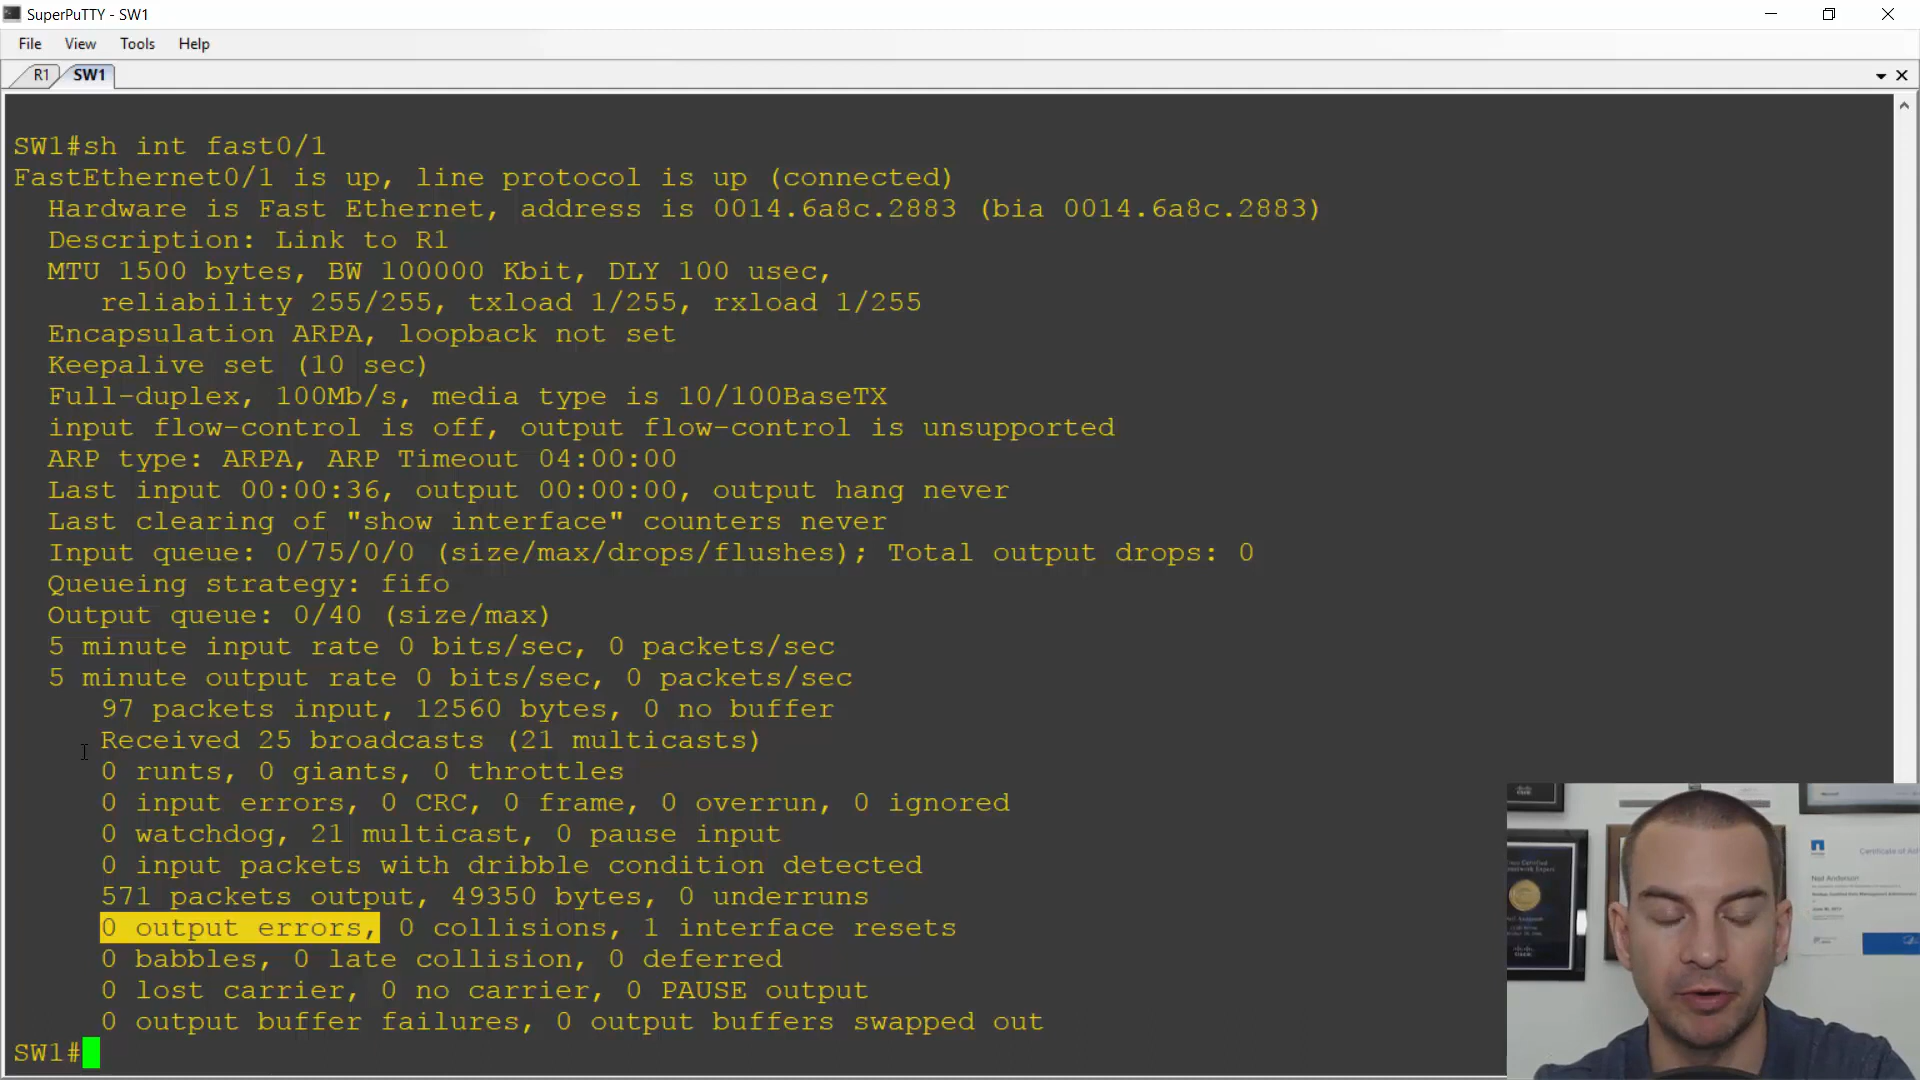 SuperPuTTY - SW1
File View Tools Help
R1 SW1
SW1#sh int fast0/1
FastEthernet0/1 is up, line protocol is up (connected)
Hardware is Fast Ethernet, address is 0014.6a8c.2883 (bia 0014.6a8c.2883)
Description: Link to R1
MTU 1500 bytes, BW 100000 Kbit, DLY 100 usec,
reliability 255/255, txload 1/255, rxload 1/255
Encapsulation ARPA, loopback not set
Keepalive set (10 sec)
Full-duplex, 100Mb/s, media type is 10/100BaseTX
input flow-control is off, output flow-control is unsupported
ARP type: ARPA, ARP Timeout 04:00:00
Last input 00:00:36, output 00:00:00, output hang never
Last clearing of "show interface" counters never
Input queue: 0/75/0/0 (size/max/drops/flushes); Total output drops: 0
Queueing strategy: fifo
Output queue: 0/40 (size/max)
5 minute input rate 0 bits/sec, 0 packets/sec
5 minute output rate 0 bits/sec, 0 packets/sec
97 packets input, 12560 bytes, 0 no buffer
Received 25 broadcasts (21 multicasts)
0 runts, 0 giants, 0 throttles
0 input errors, 0 CRC, 0 frame, 0 overrun, 0 ignored
0 watchdog, 21 multicast, 0 pause input
0 input packets with dribble condition detected
571 packets output, 49350 bytes, 0 underruns
0 output errors, 0 collisions, 1 interface resets
0 babbles, 0 late collision, 0 deferred
0 lost carrier, 0 no carrier, 0 PAUSE output
0 output buffer failures, 0 output buffers swapped out
SW1#
Neil Anderson